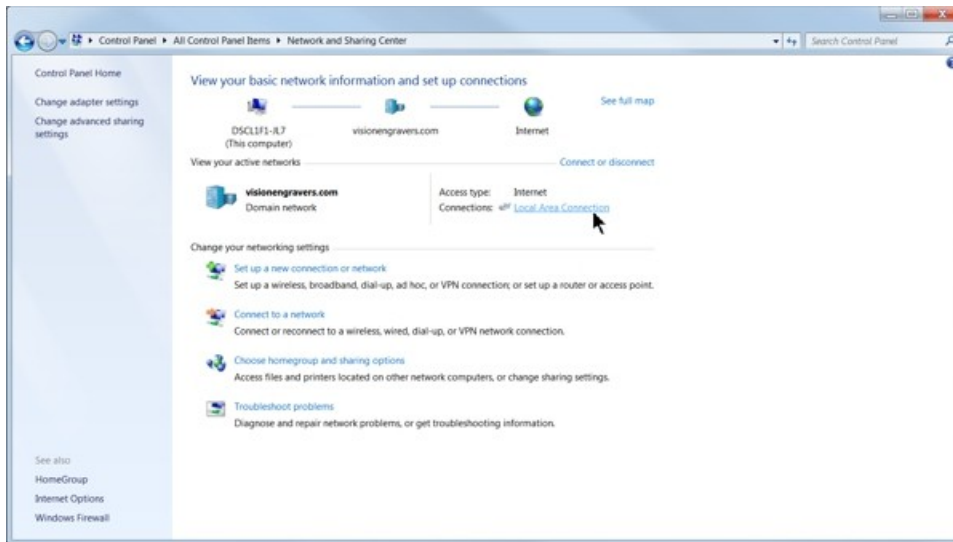 Control Panel ▸ All Control Panel Items ▸ Network and Sharing Center
Search Control Panel
Control Panel Home
Change adapter settings
Change advanced sharing
settings
View your basic network information and set up connections
See full map
DSCL1F1-JL7
(This computer)
visionengravers.com
Internet
View your active networks
Connect or disconnect
visionengravers.com
Domain network
Access type: Internet
Connections: Local Area Connection
Change your networking settings
Set up a new connection or network
Set up a wireless, broadband, dial-up, ad hoc, or VPN connection; or set up a router or access point.
Connect to a network
Connect or reconnect to a wireless, wired, dial-up, or VPN network connection.
Choose homegroup and sharing options
Access files and printers located on other network computers, or change sharing settings.
Troubleshoot problems
Diagnose and repair network problems, or get troubleshooting information.
See also
HomeGroup
Internet Options
Windows Firewall